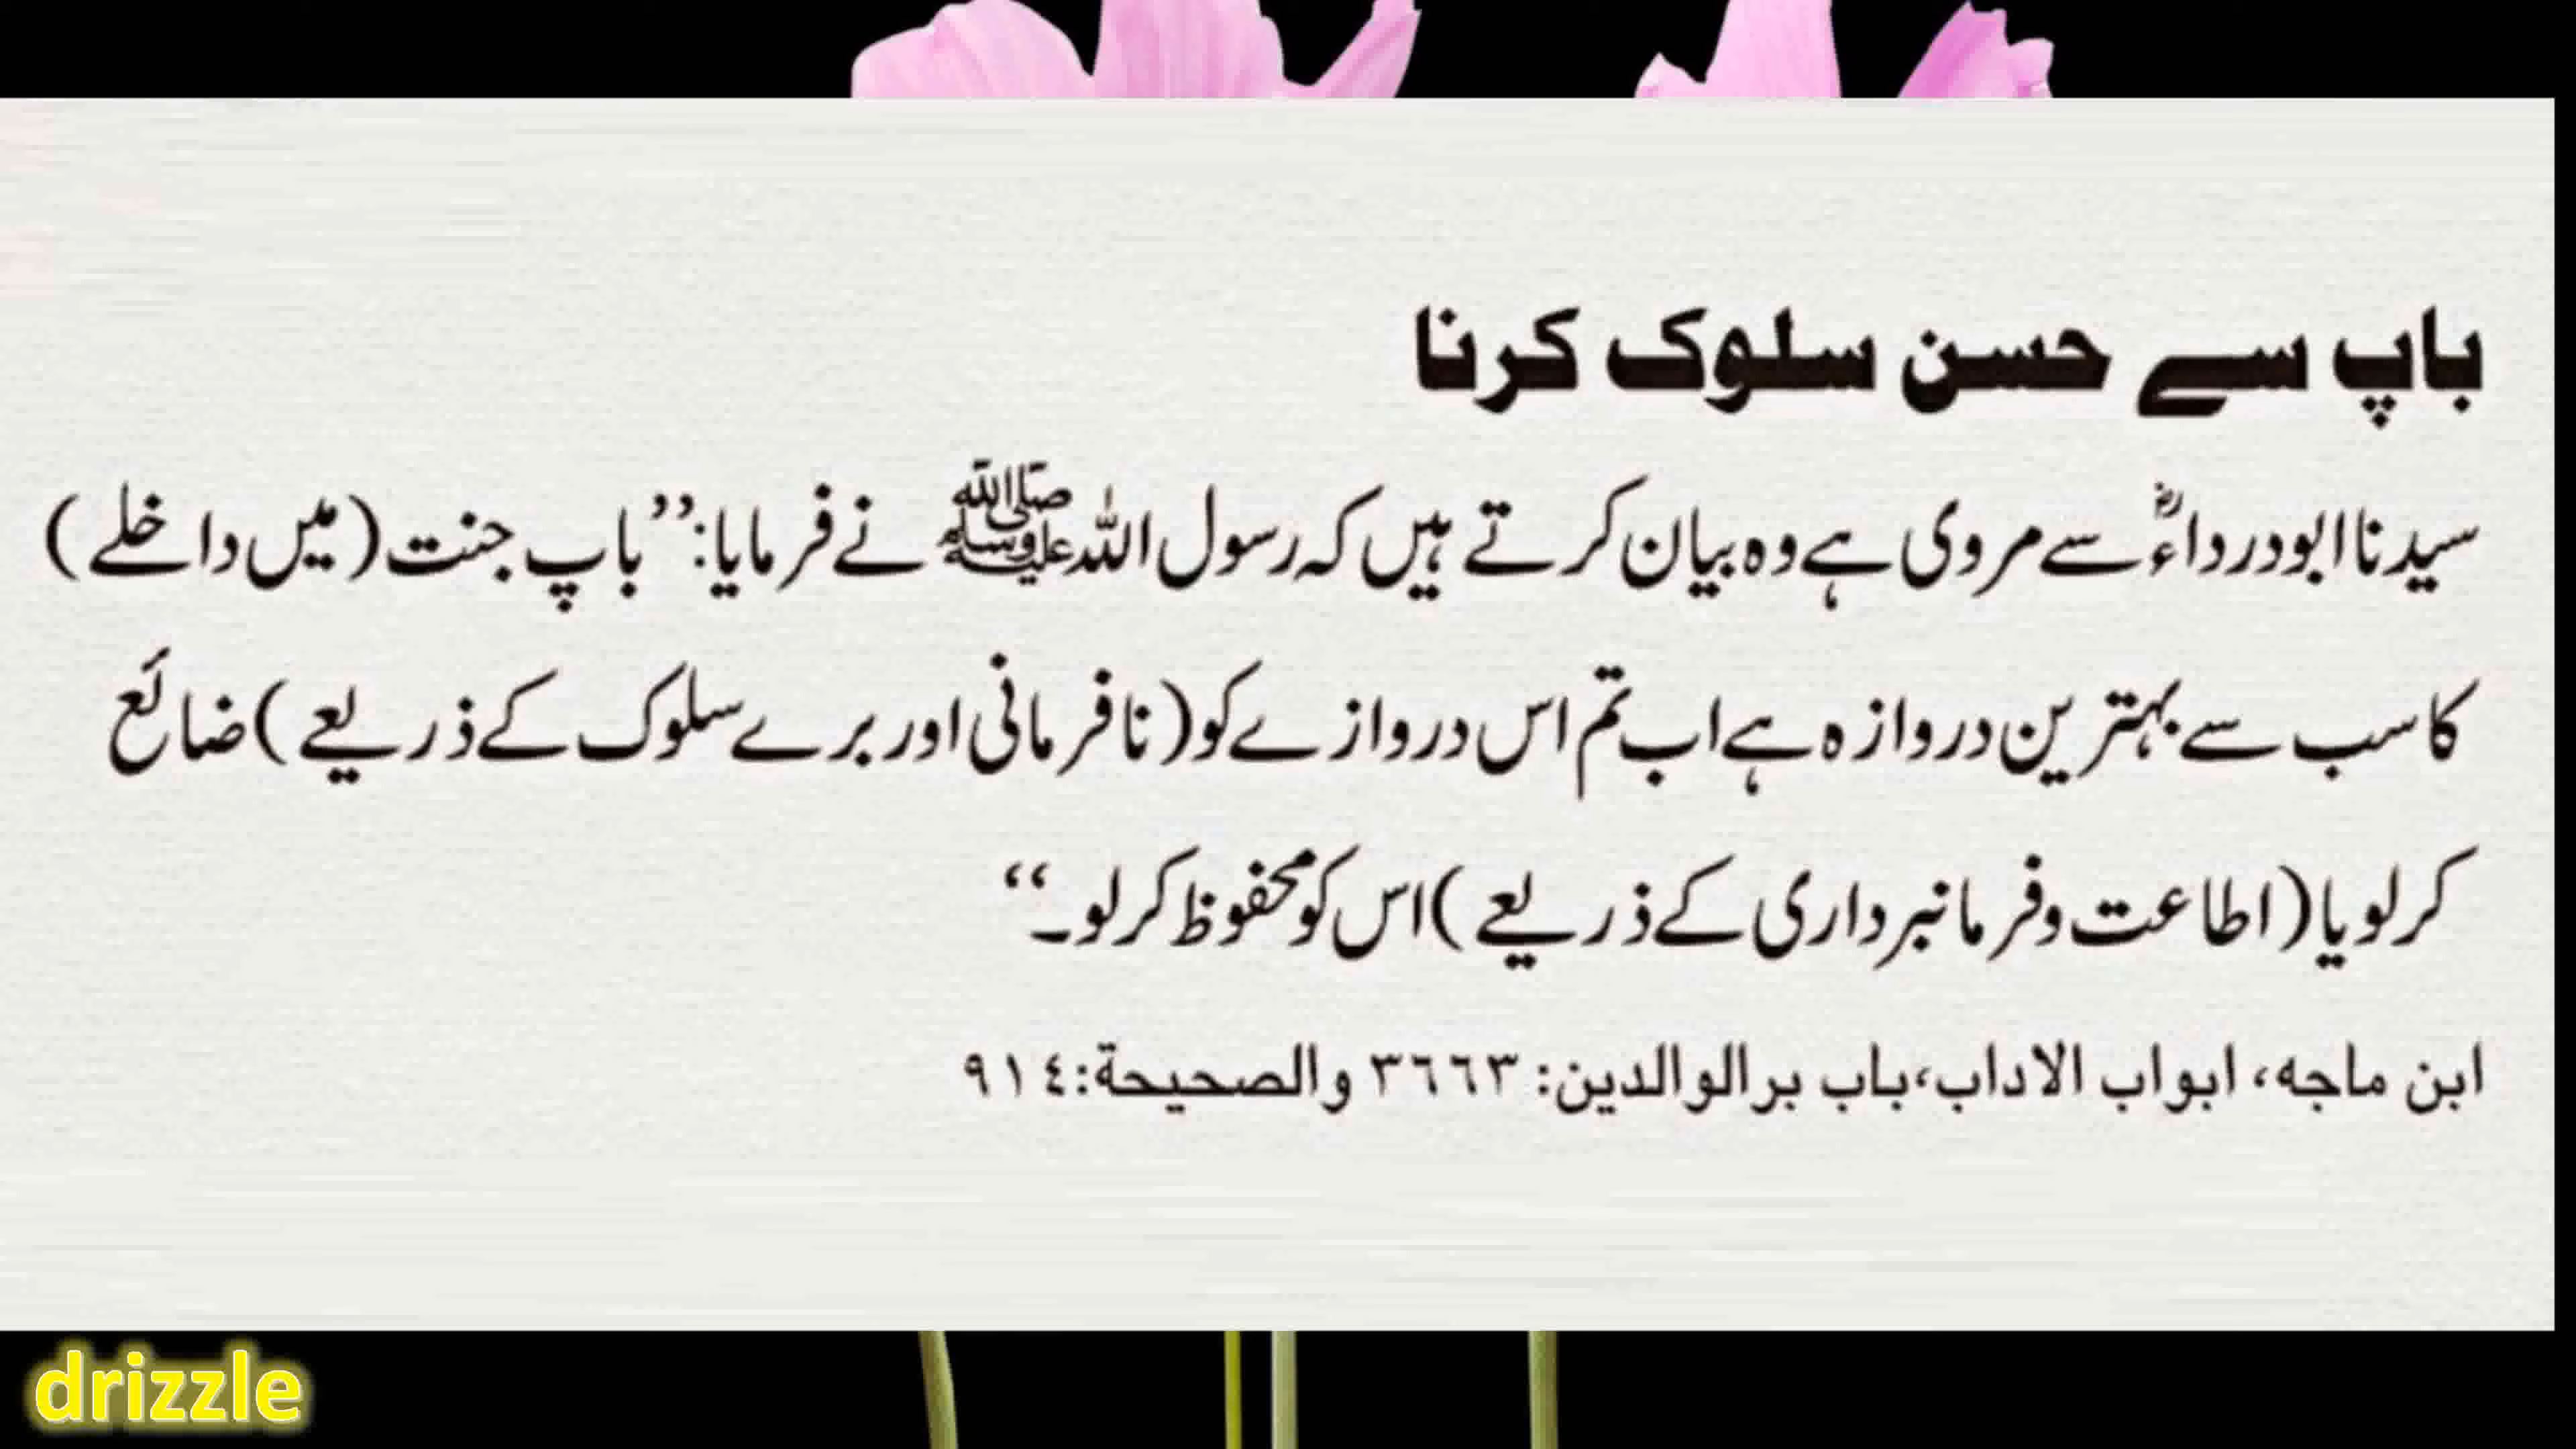 باپ سے حسن سلوک کرنا
سیدنا ابودرداءؓ سے مروی ہے وہ بیان کرتے ہیں کہ رسول اللہ ﷺ نے فرمایا: ’’باپ جنت (میں داخلے)
کا سب سے بہترین دروازہ ہے اب تم اس دروازے کو (نافرمانی اور برے سلوک کے ذریعے) ضائع
کرلو یا (اطاعت و فرمانبرداری کے ذریعے) اس کو محفوظ کرلو۔‘‘
ابن ماجه، ابواب الاداب، باب برالوالدین: ٣٦٦٣ والصحیحة: ٩١٤
drizzle